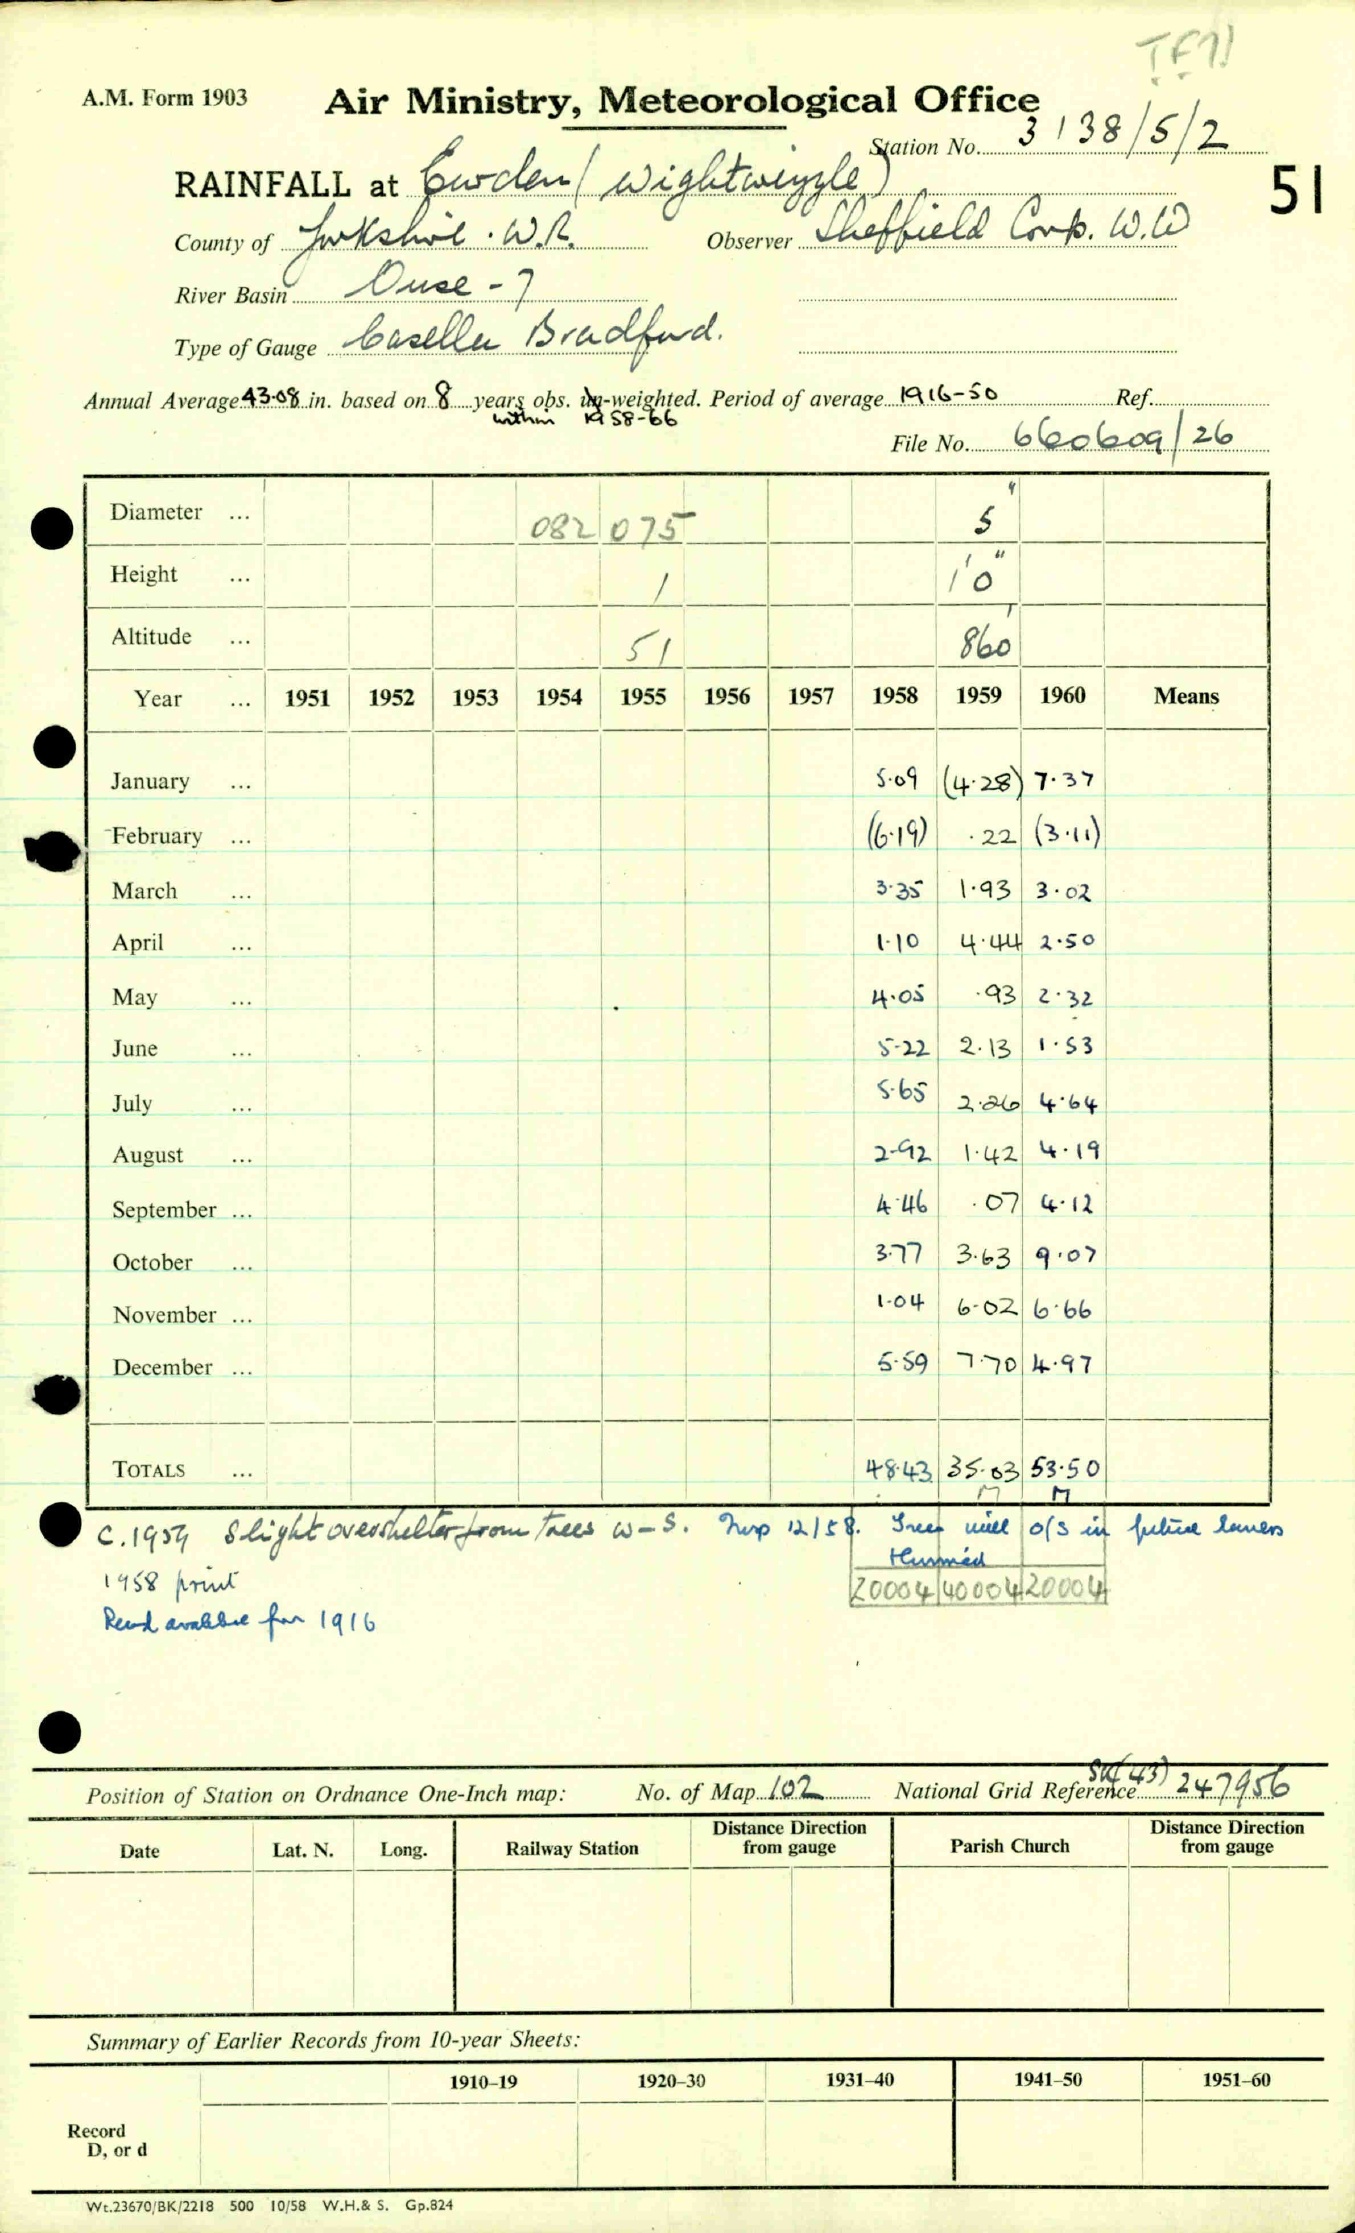 TF71
A.M. Form 1903 Air Ministry, Meteorological Office
Station No. 3138/5/2
RAINFALL at Ewden (Wightwizzle) 51
County of Yorkshire. W.R. Observer Sheffield Corp. W.W
River Basin Ouse - 7
Type of Gauge Casella Bradford.
Annual Average 43.08 in. based on 8 years obs. un-weighted. Period of average 1916-50 Ref.
within 1958-66
File No. 660609/26
Diameter ... 082 075 5"
Height ... 1 1'0"
Altitude ... 51 860'
Year ... 1951 1952 1953 1954 1955 1956 1957 1958 1959 1960 Means
January ... 5.09 (4.28) 7.37
February ... (6.19) .22 (3.11)
March ... 3.35 1.93 3.02
April ... 1.10 4.44 2.50
May ... 4.05 .93 2.32
June ... 5.22 2.13 1.53
July ... 5.65 2.26 4.64
August ... 2.92 1.42 4.19
September ... 4.46 .07 4.12
October ... 3.77 3.63 9.07
November ... 1.04 6.02 6.66
December ... 5.59 7.70 4.97
TOTALS ... 48.43 35.03 53.50
C. 1959 Slight overshelter from trees W-S. Insp 12/58. Trees will o/s in future
1958 print
20004 40004 20004
for 1916
Position of Station on Ordnance One-Inch map: No. of Map 102 National Grid Reference SK(43) 247956
Date Lat. N. Long. Railway Station Distance Direction from gauge Parish Church Distance Direction from gauge
Summary of Earlier Records from 10-year Sheets:
1910–19 1920–30 1931–40 1941–50 1951–60
Record
D, or d
Wt.23670/BK/2218 500 10/58 W.H.& S. Gp.824